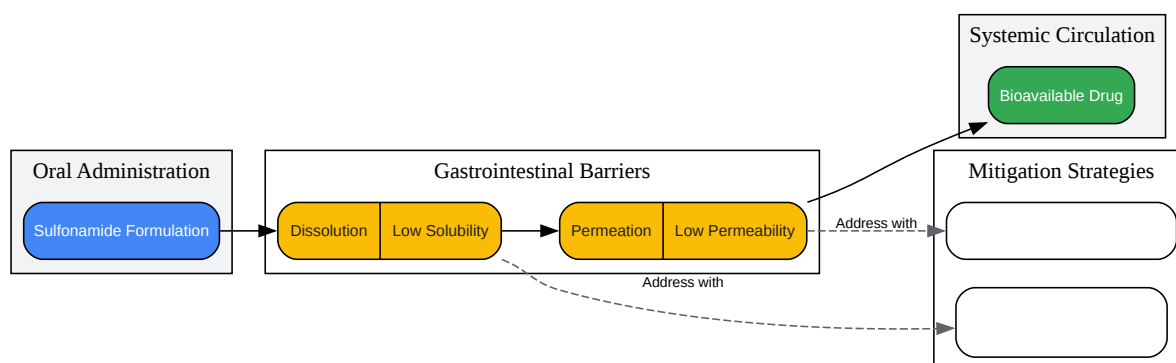 Systemic Circulation
Bioavailable Drug
Oral Administration
Sulfonamide Formulation
Gastrointestinal Barriers
Dissolution
Low Solubility
Permeation
Low Permeability
Address with
Address with
Mitigation Strategies